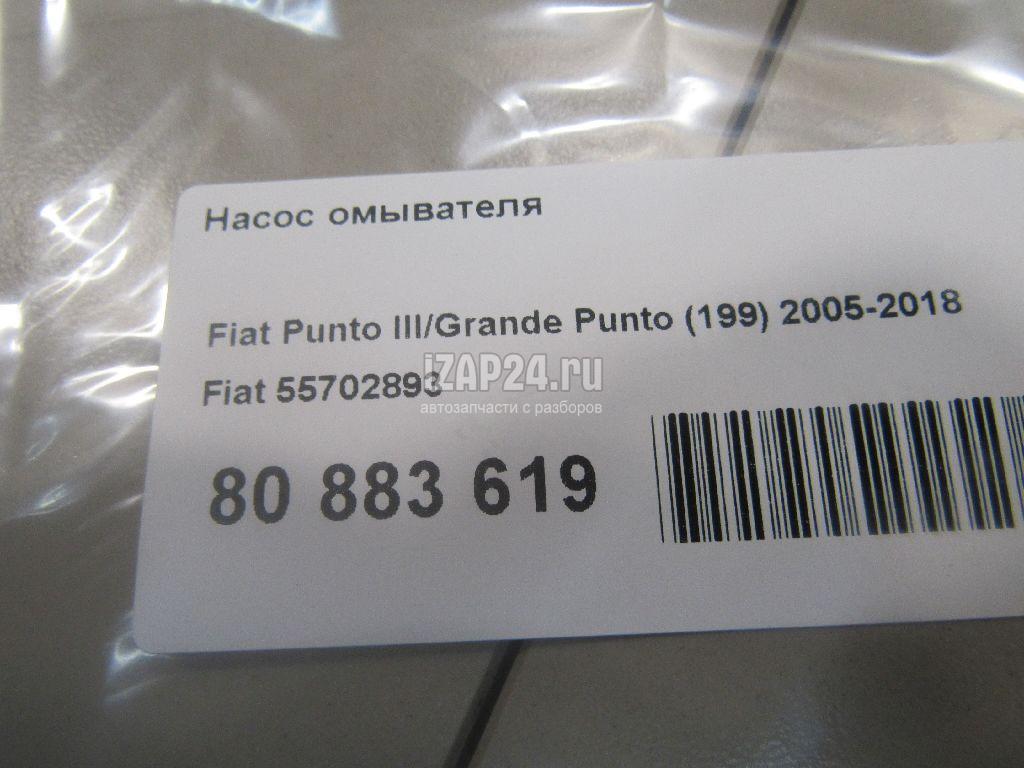 Насос омывателя
Fiat Punto III/Grande Punto (199) 2005-2018
iZAP24.ru
Fiat 55702893
автозапчасти с разборов
80 883 619